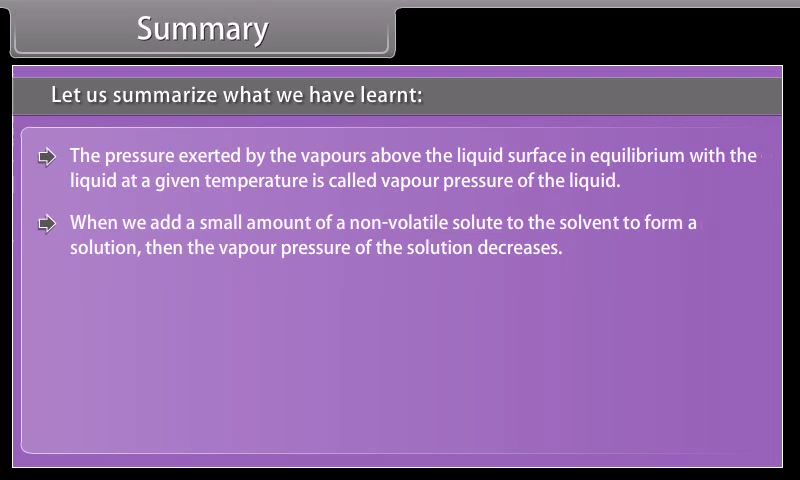 Summary
Let us summarize what we have learnt:
The pressure exerted by the vapours above the liquid surface in equilibrium with the
liquid at a given temperature is called vapour pressure of the liquid.
When we add a small amount of a non-volatile solute to the solvent to form a
solution, then the vapour pressure of the solution decreases.